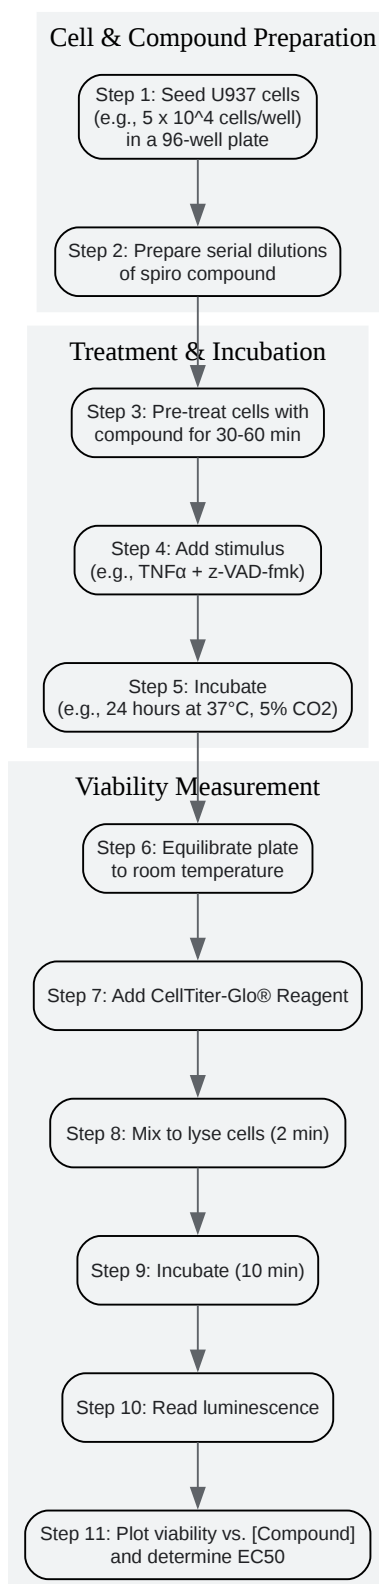 Cell & Compound Preparation
Step 1: Seed U937 cells
(e.g., 5 x 10^4 cells/well)
in a 96-well plate
Step 2: Prepare serial dilutions
of spiro compound
Treatment & Incubation
Step 3: Pre-treat cells with
compound for 30-60 min
Step 4: Add stimulus
(e.g., TNFα + z-VAD-fmk)
Step 5: Incubate
(e.g., 24 hours at 37°C, 5% CO2)
Viability Measurement
Step 6: Equilibrate plate
to room temperature
Step 7: Add CellTiter-Glo® Reagent
Step 8: Mix to lyse cells (2 min)
Step 9: Incubate (10 min)
Step 10: Read luminescence
Step 11: Plot viability vs. [Compound]
and determine EC50